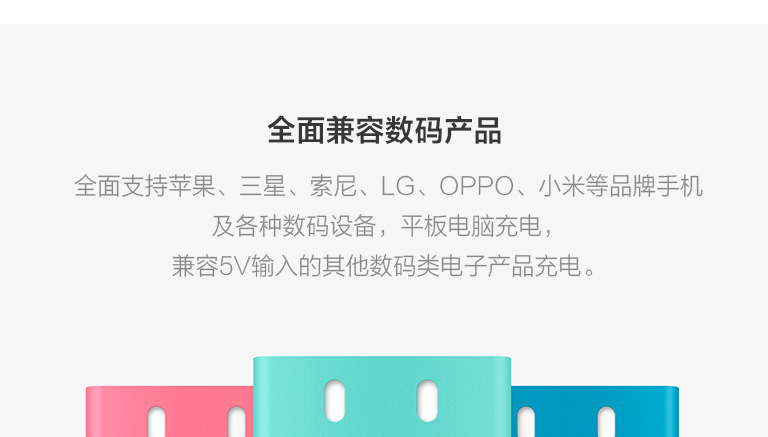 全面兼容数码产品
全面支持苹果、三星、索尼、LG、OPPO、小米等品牌手机
及各种数码设备，平板电脑充电，
兼容5V输入的其他数码类电子产品充电。